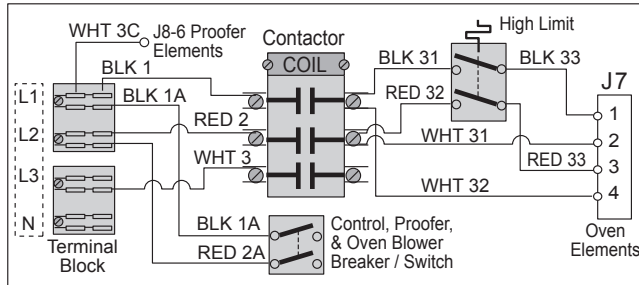 WHT 3C
J8-6 Proofer
Elements
BLK 1
Contactor
COIL
High Limit
BLK 31
BLK 33
J7
L1
BLK 1A
RED 2
RED 32
1
L2
WHT 31
2
L3
WHT 3
RED 33
3
WHT 32
4
N
BLK 1A
RED 2A
Control, Proofer,
& Oven Blower
Breaker / Switch
Terminal
Block
Oven
Elements